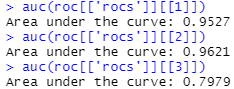 > auc(roc[['rocs']][[1]])
Area under the curve: 0.9527
> auc(roc[['rocs']][[2]])
Area under the curve: 0.9621
> auc(roc[['rocs']][[3]])
Area under the curve: 0.7979